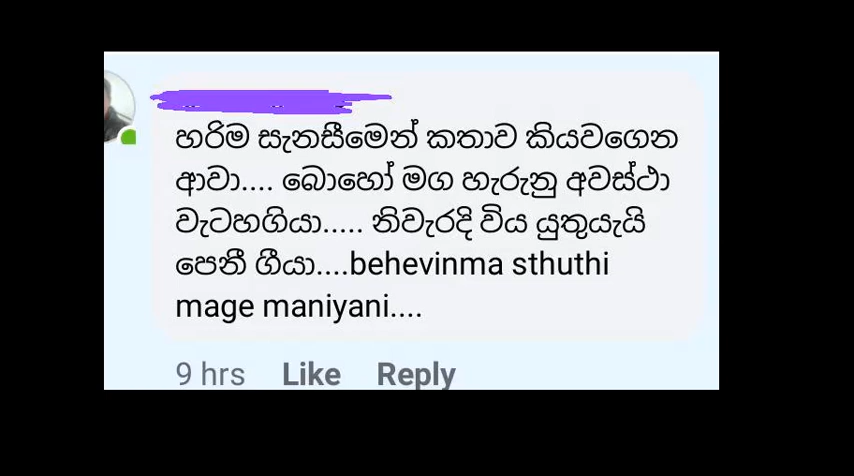 හරිම සැනසීමෙන් කතාව කියවගෙන
ආවා.... බොහෝ මග හැරුනු අවස්ථා
වැටහගියා..... නිවැරදි විය යුතුයැයි
පෙනී ගීයා....behevinma sthuthi
mage maniyani....
9 hrs Like Reply